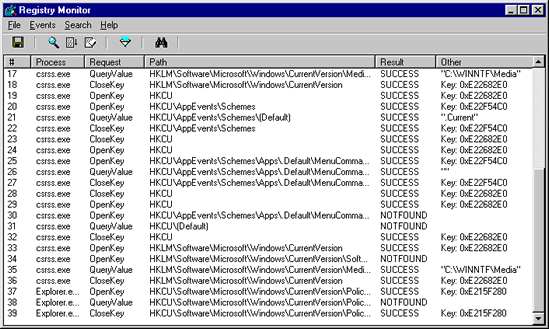 Registry Monitor
File Events Search Help
# Process Request Path Result Other
17 csrss.exe QueryValue HKLM\Software\Microsoft\Windows\CurrentVersion\Medi... SUCCESS "C:\WINNTF\Media"
18 csrss.exe CloseKey HKLM\Software\Microsoft\Windows\CurrentVersion SUCCESS Key: 0xE22682E0
19 csrss.exe OpenKey HKCU SUCCESS Key: 0xE22682E0
20 csrss.exe OpenKey HKCU\AppEvents\Schemes SUCCESS Key: 0xE22F54C0
21 csrss.exe QueryValue HKCU\AppEvents\Schemes\(Default) SUCCESS ".Current"
22 csrss.exe CloseKey HKCU\AppEvents\Schemes SUCCESS Key: 0xE22F54C0
23 csrss.exe CloseKey HKCU SUCCESS Key: 0xE22682E0
24 csrss.exe OpenKey HKCU SUCCESS Key: 0xE22682E0
25 csrss.exe OpenKey HKCU\AppEvents\Schemes\Apps\.Default\MenuComma... SUCCESS Key: 0xE22F54C0
26 csrss.exe QueryValue HKCU\AppEvents\Schemes\Apps\.Default\MenuComma... SUCCESS ""
27 csrss.exe CloseKey HKCU\AppEvents\Schemes\Apps\.Default\MenuComma... SUCCESS Key: 0xE22F54C0
28 csrss.exe CloseKey HKCU SUCCESS Key: 0xE22682E0
29 csrss.exe OpenKey HKCU SUCCESS Key: 0xE22682E0
30 csrss.exe OpenKey HKCU\AppEvents\Schemes\Apps\.Default\MenuComma... NOTFOUND
31 csrss.exe QueryValue HKCU\(Default) NOTFOUND
32 csrss.exe CloseKey HKCU SUCCESS Key: 0xE22682E0
33 csrss.exe OpenKey HKLM\Software\Microsoft\Windows\CurrentVersion SUCCESS Key: 0xE22682E0
34 csrss.exe OpenKey HKLM\Software\Microsoft\Windows\CurrentVersion\Soft... NOTFOUND
35 csrss.exe QueryValue HKLM\Software\Microsoft\Windows\CurrentVersion\Medi... SUCCESS "C:\WINNTF\Media"
36 csrss.exe CloseKey HKLM\Software\Microsoft\Windows\CurrentVersion SUCCESS Key: 0xE22682E0
37 Explorer.e... OpenKey HKCU\Software\Microsoft\Windows\CurrentVersion\Polic... SUCCESS Key: 0xE215F280
38 Explorer.e... QueryValue HKCU\Software\Microsoft\Windows\CurrentVersion\Polic... NOTFOUND
39 Explorer.e... CloseKey HKCU\Software\Microsoft\Windows\CurrentVersion\Polic... SUCCESS Key: 0xE215F280